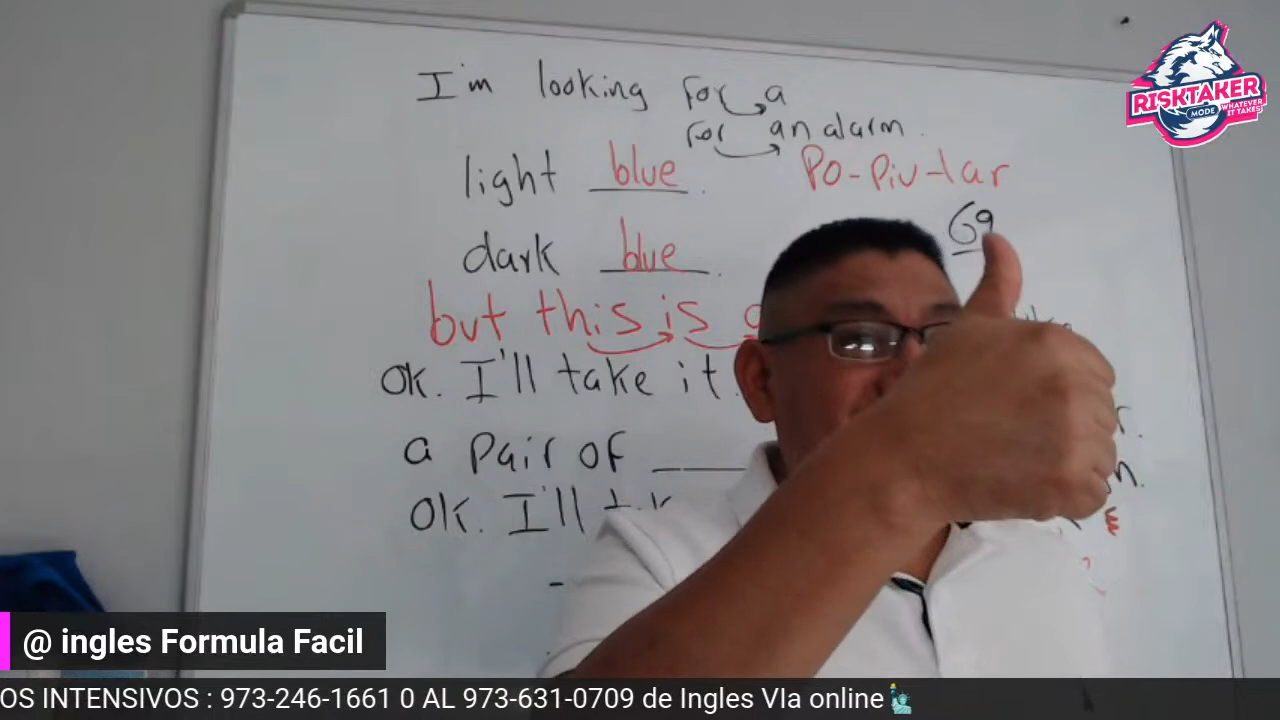 I'm looking for a
for an alarm.
light blue.
Po-Piu-lar
69
dark blue.
but this is
OK. I'll take it.
a pair of
OK. I'll
RISKTAKER
MODE
WHATEVER
IT TAKES
@ ingles Formula Facil
OS INTENSIVOS : 973-246-1661 0 AL 973-631-0709 de Ingles VIa online🗽